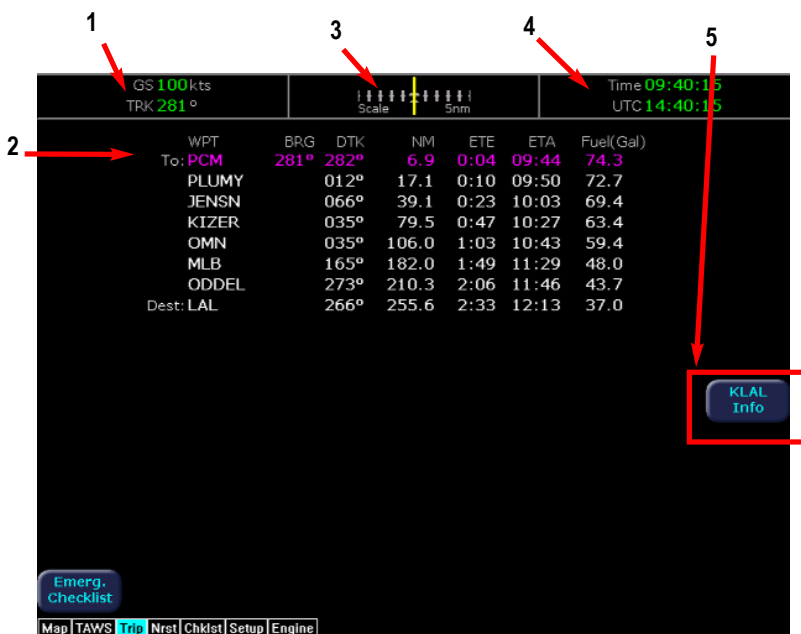 1
3
4
5
GS 100 kts
TRK 281 °
Scale 5nm
Time 09:40:15
UTC 14:40:15
2
WPT BRG DTK NM ETE ETA Fuel(Gal)
To: PCM 281° 282° 6.9 0:04 09:44 74.3
PLUMY 012° 17.1 0:10 09:50 72.7
JENSN 066° 39.1 0:23 10:03 69.4
KIZER 035° 79.5 0:47 10:27 63.4
OMN 035° 106.0 1:03 10:43 59.4
MLB 165° 182.0 1:49 11:29 48.0
ODDEL 273° 210.3 2:06 11:46 43.7
Dest: LAL 266° 255.6 2:33 12:13 37.0
KLAL
Info
Emerg.
Checklist
Map TAWS Trip Nrst Chklst Setup Engine